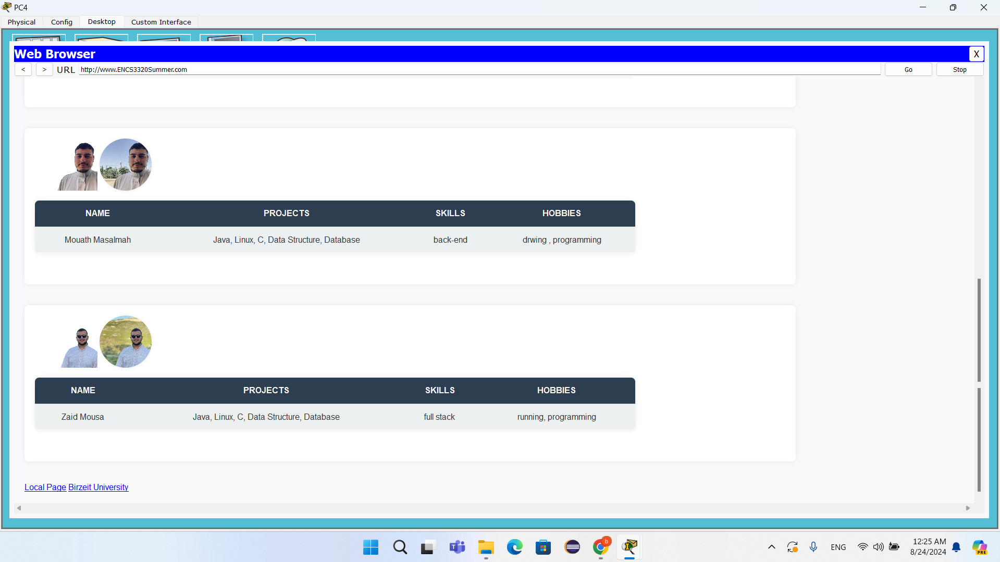 PC4
Physical Config Desktop Custom Interface
Web Browser X
< > URL http://www.ENCS3320Summer.com Go Stop
NAME PROJECTS SKILLS HOBBIES
Mouath Masalmah Java, Linux, C, Data Structure, Database back-end drwing , programming
NAME PROJECTS SKILLS HOBBIES
Zaid Mousa Java, Linux, C, Data Structure, Database full stack running, programming
Local Page Birzeit University
b
ENG
12:25 AM
8/24/2024
PRE